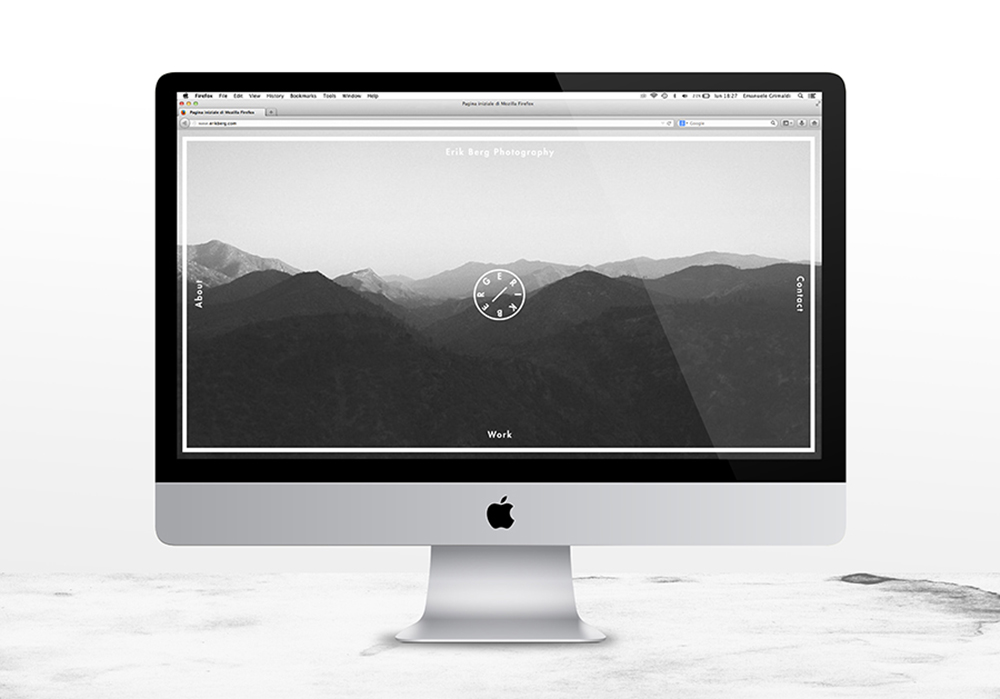 Firefox File Edit View History Bookmarks Tools Window Help
lun 18:27 Emanuele Grimaldi
Pagina iniziale di Mozilla Firefox
Pagina iniziale di Mozilla Firefox
www.erikberg.com
Google
Erik Berg Photography
About
ERIK BERG
Contact
Work